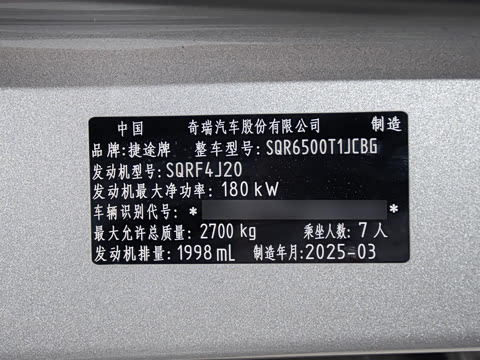 中国 奇瑞汽车股份有限公司 制造
品牌:捷途牌 整车型号:SQR6500T1JCBG
发动机型号:SQRF4J20
发动机最大净功率:180 kW
车辆识别代号:* *
最大允许总质量:2700 kg 乘坐人数:7 人
发动机排量:1998 mL 制造年月:2025-03